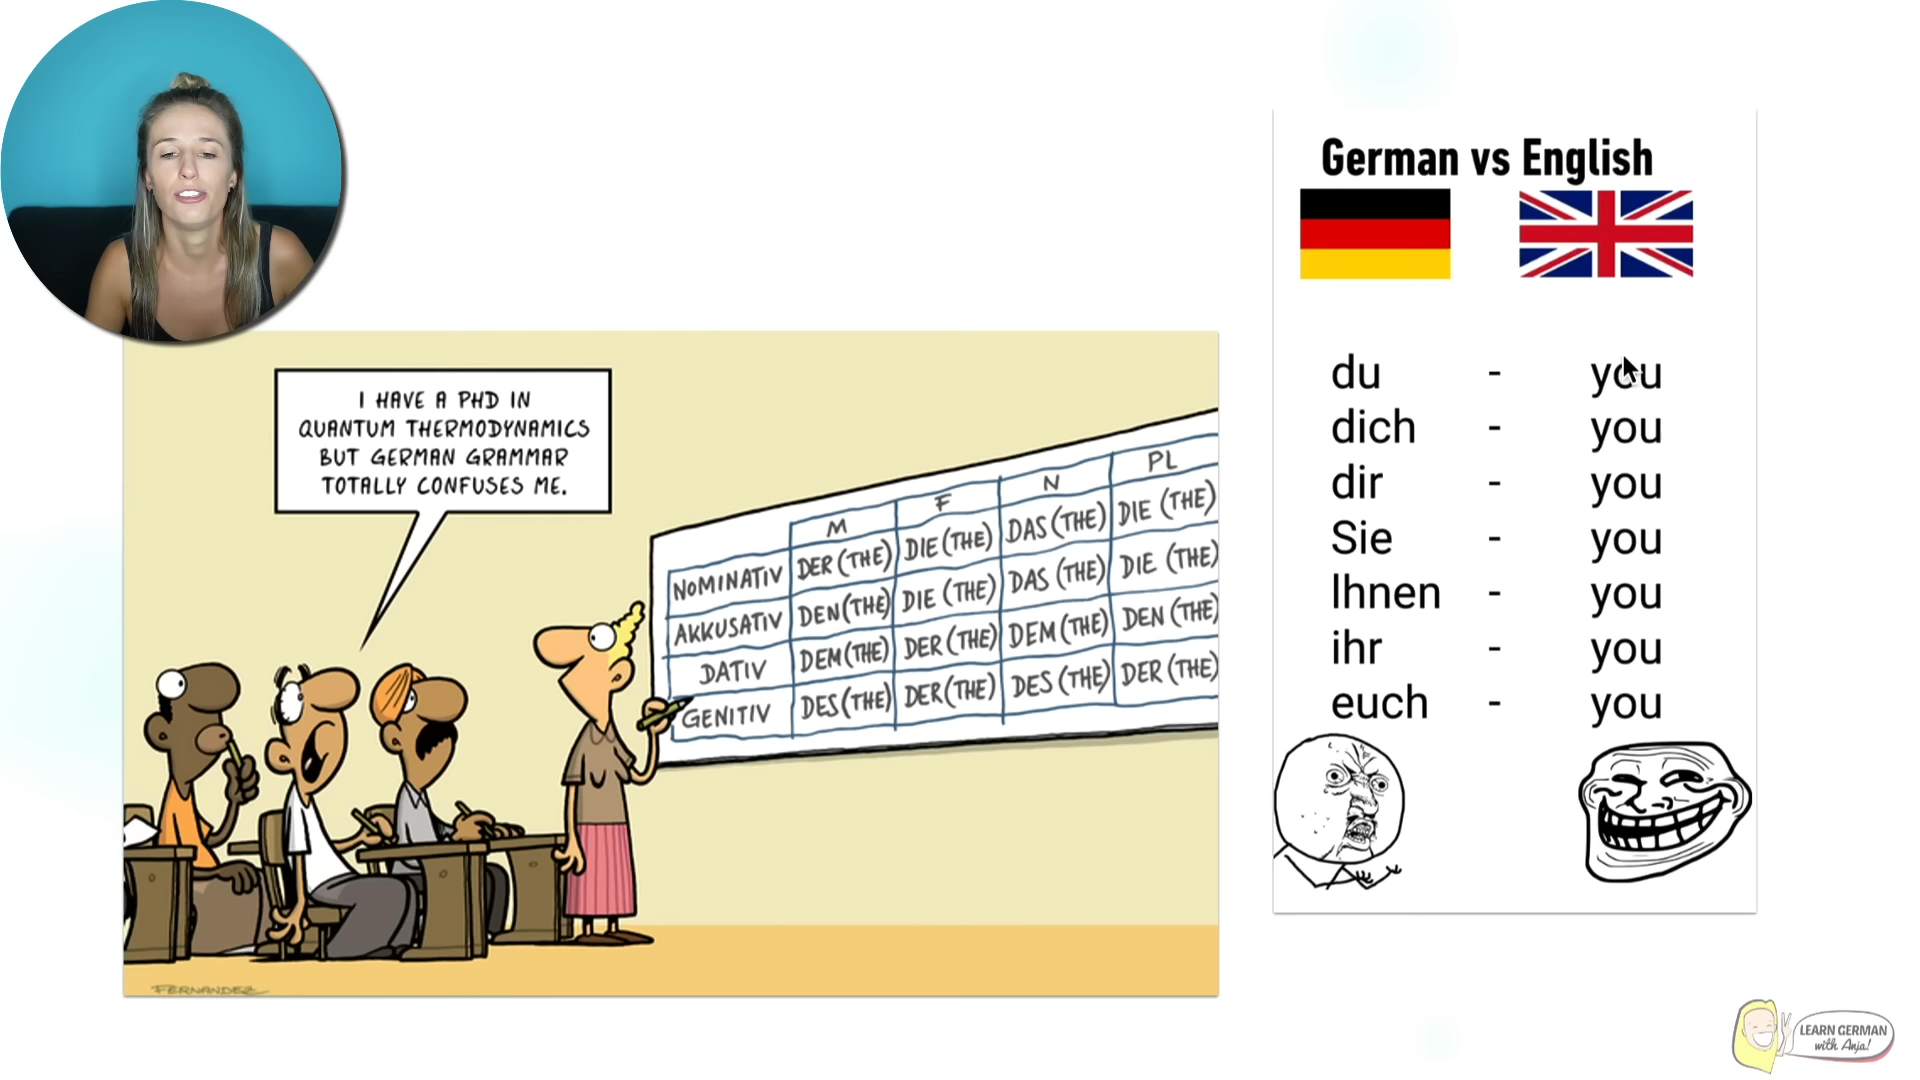 I HAVE A PHD IN
QUANTUM THERMODYNAMICS
BUT GERMAN GRAMMAR
TOTALLY CONFUSES ME.
M F N PL
NOMINATIV DER (THE) DIE (THE) DAS (THE) DIE (THE)
AKKUSATIV DEN (THE) DIE (THE) DAS (THE) DIE (THE)
DATIV DEM (THE) DER (THE) DEM (THE) DEN (THE)
GENITIV DES (THE) DER (THE) DES (THE) DER (THE)
FERNANDEZ
German vs English
du - you
dich - you
dir - you
Sie - you
Ihnen - you
ihr - you
euch - you
LEARN GERMAN
with Anja!